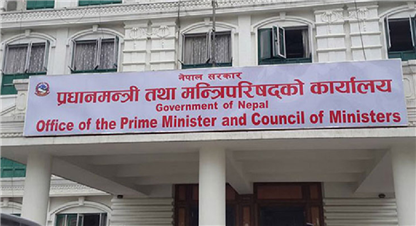 नेपाल सरकार
प्रधानमन्त्री तथा मन्त्रिपरिषद्को कार्यालय
Government of Nepal
Office of the Prime Minister and Council of Ministers